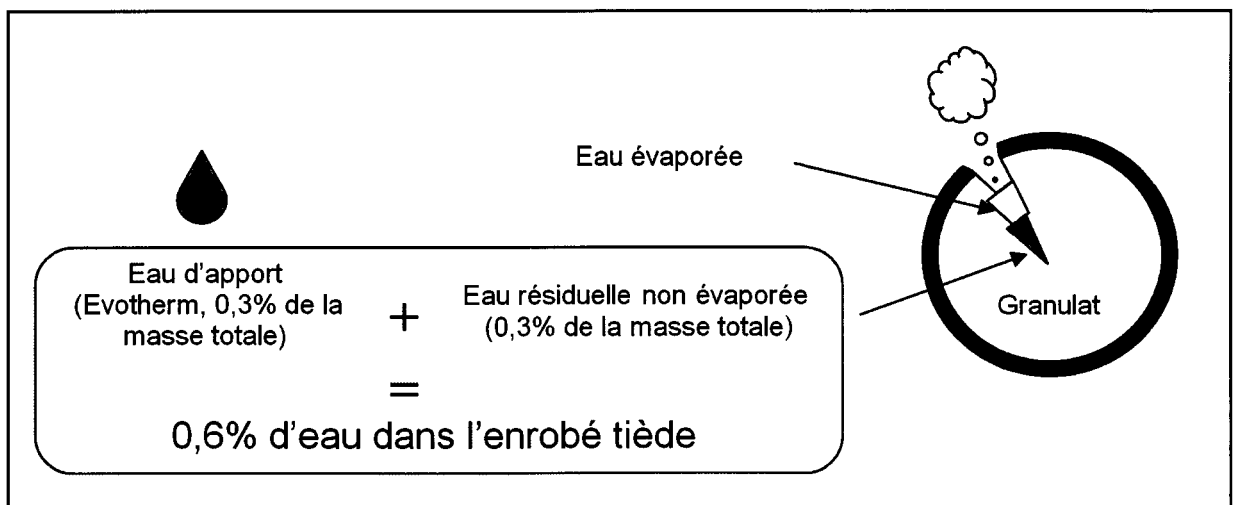 Eau évaporée
Eau d'apport
(Evotherm, 0,3% de la
masse totale)
+
Eau résiduelle non évaporée
(0,3% de la masse totale)
=
0,6% d'eau dans l'enrobé tiède
Granulat